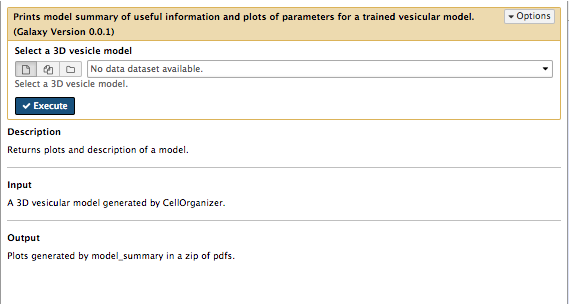 Prints model summary of useful information and plots of parameters for a trained vesicular model.
(Galaxy Version 0.0.1)
Options
Select a 3D vesicle model
No data dataset available.
Select a 3D vesicle model.
Execute
Description
Returns plots and description of a model.
Input
A 3D vesicular model generated by CellOrganizer.
Output
Plots generated by model_summary in a zip of pdfs.